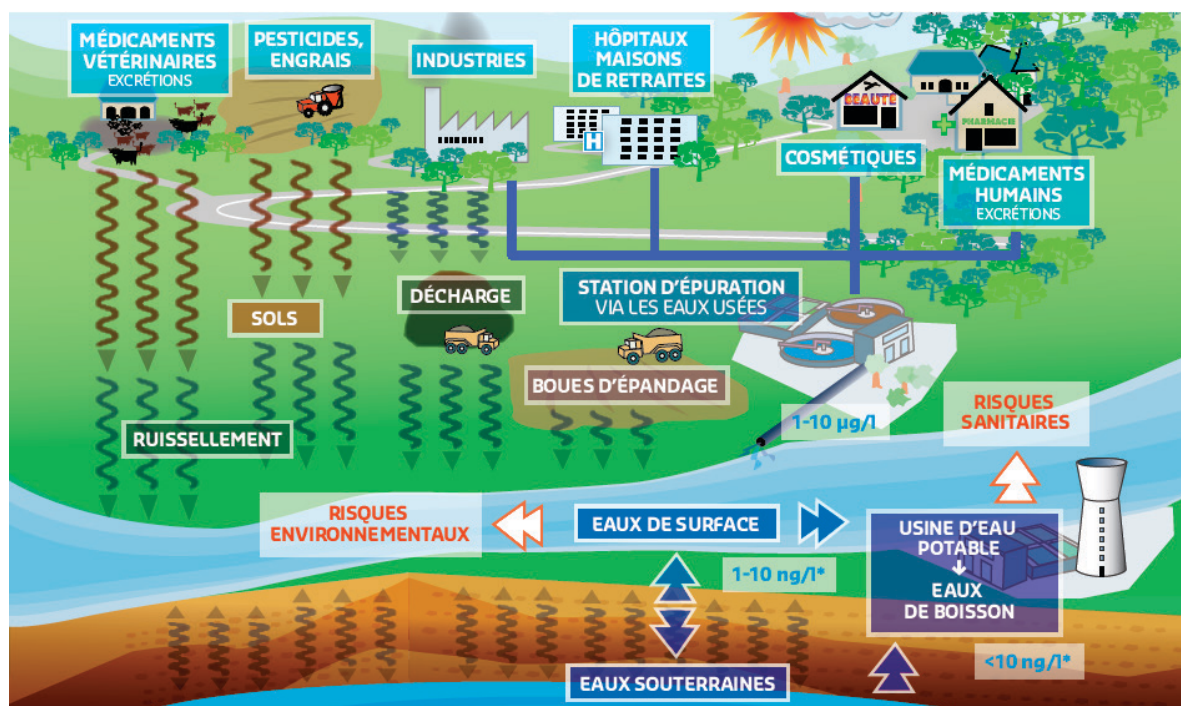 MÉDICAMENTS
VÉTÉRINAIRES
EXCRÉTIONS
PESTICIDES,
ENGRAIS
INDUSTRIES
HÔPITAUX
MAISONS
DE RETRAITES
H
BEAUTÉ
PHARMACIE
COSMÉTIQUES
MÉDICAMENTS
HUMAINS
EXCRÉTIONS
SOLS
DÉCHARGE
STATION D'ÉPURATION
VIA LES EAUX USÉES
BOUES D'ÉPANDAGE
RUISSELLEMENT
1-10 µg/l
RISQUES
SANITAIRES
RISQUES
ENVIRONNEMENTAUX
EAUX DE SURFACE
USINE D'EAU
POTABLE
EAUX
DE BOISSON
1-10 ng/l*
EAUX SOUTERRAINES
<10 ng/l*